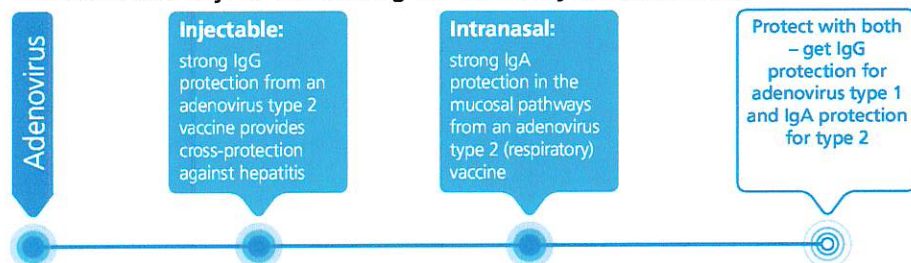 Adenovirus
Injectable:
strong IgG
protection from an
adenovirus type 2
vaccine provides
cross-protection
against hepatitis
Intranasal:
strong IgA
protection in the
mucosal pathways
from an adenovirus
type 2 (respiratory)
vaccine
Protect with both
– get IgG
protection for
adenovirus type 1
and IgA protection
for type 2